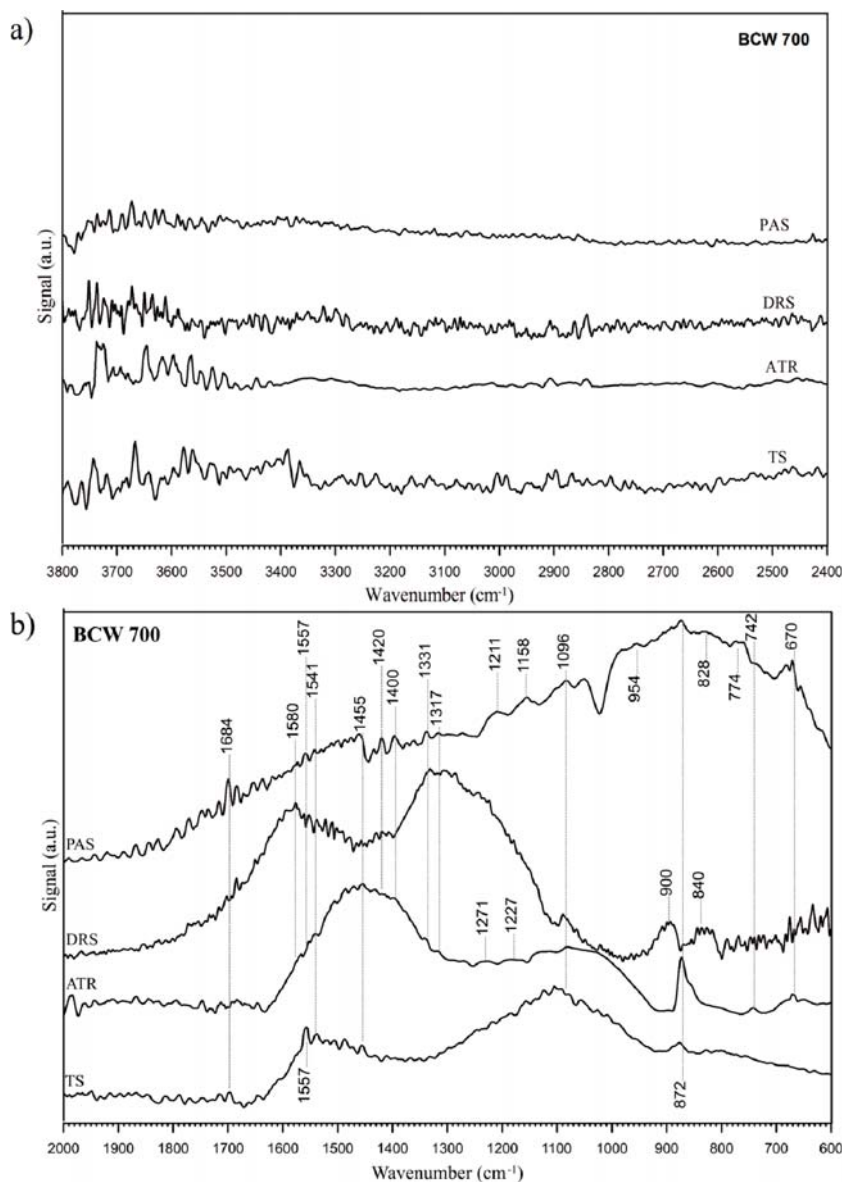 a)
BCW 700
PAS
DRS
ATR
TS
Signal (a.u.)
3800 3700 3600 3500 3400 3300 3200 3100 3000 2900 2800 2700 2600 2500 2400
Wavenumber (cm-1)
b)
BCW 700
1684
1580
1557
1541
1455
1420
1400
1331
1317
1211
1158
1096
954
828
774
742
670
PAS
DRS
ATR
TS
1271
1227
900
840
1557
872
Signal (a.u.)
2000 1900 1800 1700 1600 1500 1400 1300 1200 1100 1000 900 800 700 600
Wavenumber (cm-1)